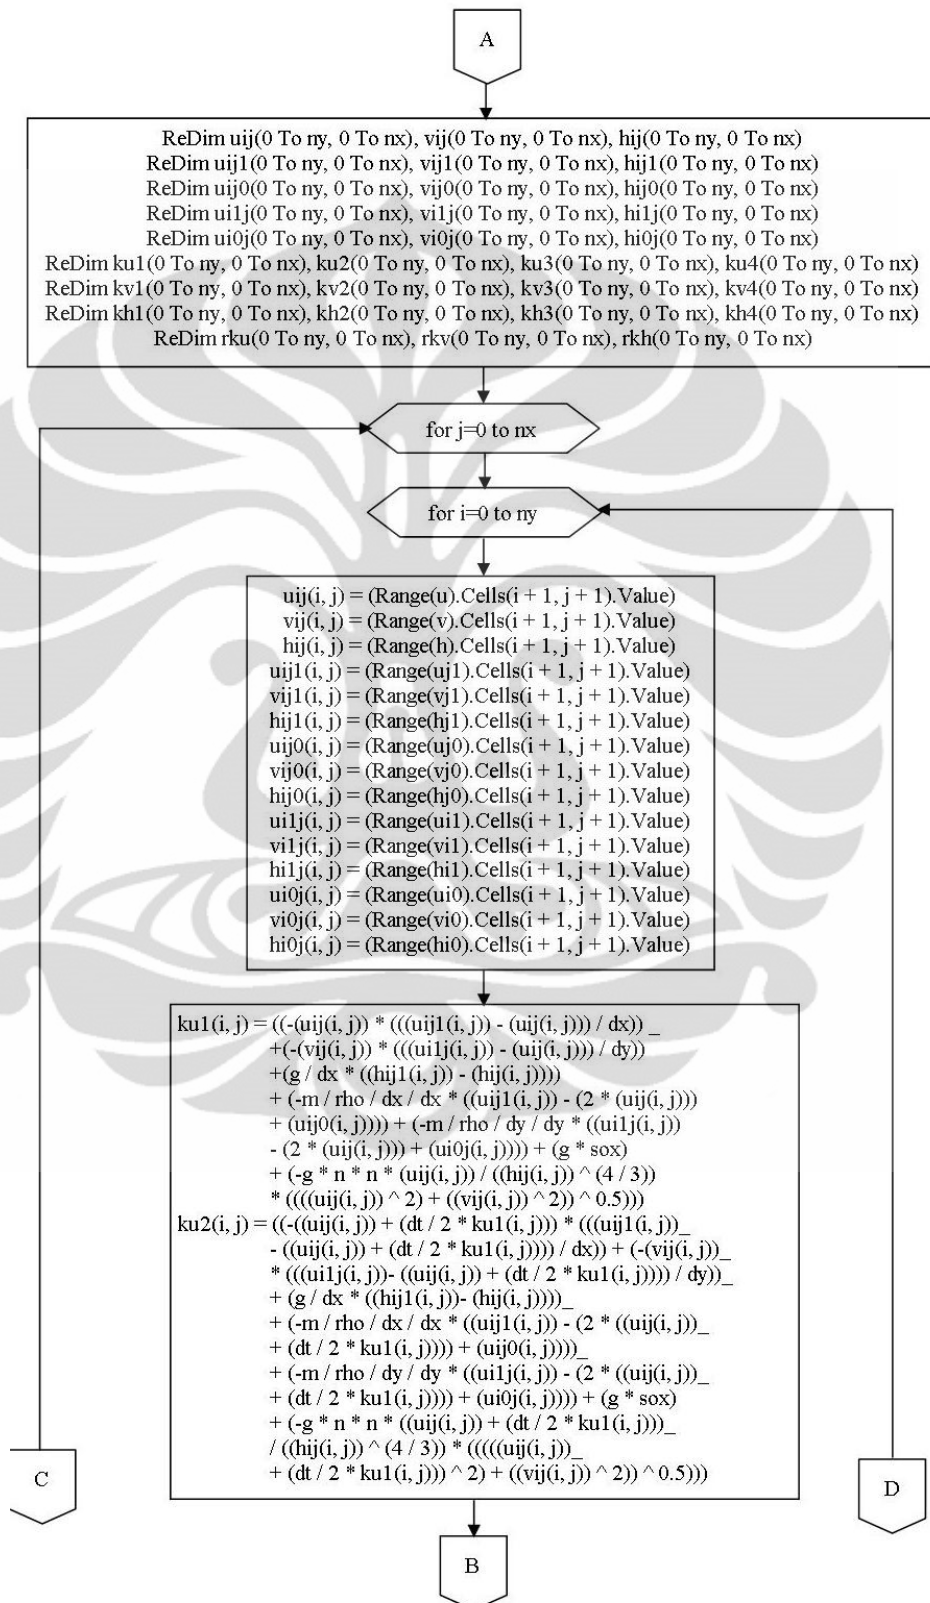 A
ReDim uij(0 To ny, 0 To nx), vij(0 To ny, 0 To nx), hij(0 To ny, 0 To nx)
ReDim uij1(0 To ny, 0 To nx), vij1(0 To ny, 0 To nx), hij1(0 To ny, 0 To nx)
ReDim uij0(0 To ny, 0 To nx), vij0(0 To ny, 0 To nx), hij0(0 To ny, 0 To nx)
ReDim ui1j(0 To ny, 0 To nx), vi1j(0 To ny, 0 To nx), hi1j(0 To ny, 0 To nx)
ReDim ui0j(0 To ny, 0 To nx), vi0j(0 To ny, 0 To nx), hi0j(0 To ny, 0 To nx)
ReDim ku1(0 To ny, 0 To nx), ku2(0 To ny, 0 To nx), ku3(0 To ny, 0 To nx), ku4(0 To ny, 0 To nx)
ReDim kv1(0 To ny, 0 To nx), kv2(0 To ny, 0 To nx), kv3(0 To ny, 0 To nx), kv4(0 To ny, 0 To nx)
ReDim kh1(0 To ny, 0 To nx), kh2(0 To ny, 0 To nx), kh3(0 To ny, 0 To nx), kh4(0 To ny, 0 To nx)
ReDim rku(0 To ny, 0 To nx), rkv(0 To ny, 0 To nx), rkh(0 To ny, 0 To nx)
for j=0 to nx
for i=0 to ny
uij(i, j) = (Range(u).Cells(i + 1, j + 1).Value)
vij(i, j) = (Range(v).Cells(i + 1, j + 1).Value)
hij(i, j) = (Range(h).Cells(i + 1, j + 1).Value)
uij1(i, j) = (Range(uj1).Cells(i + 1, j + 1).Value)
vij1(i, j) = (Range(vj1).Cells(i + 1, j + 1).Value)
hij1(i, j) = (Range(hj1).Cells(i + 1, j + 1).Value)
uij0(i, j) = (Range(uj0).Cells(i + 1, j + 1).Value)
vij0(i, j) = (Range(vj0).Cells(i + 1, j + 1).Value)
hij0(i, j) = (Range(hj0).Cells(i + 1, j + 1).Value)
ui1j(i, j) = (Range(ui1).Cells(i + 1, j + 1).Value)
vi1j(i, j) = (Range(vi1).Cells(i + 1, j + 1).Value)
hi1j(i, j) = (Range(hi1).Cells(i + 1, j + 1).Value)
ui0j(i, j) = (Range(ui0).Cells(i + 1, j + 1).Value)
vi0j(i, j) = (Range(vi0).Cells(i + 1, j + 1).Value)
hi0j(i, j) = (Range(hi0).Cells(i + 1, j + 1).Value)
ku1(i, j) = ((-(uij(i, j)) * (((uij1(i, j)) - (uij(i, j))) / dx)) _
+(-(vij(i, j)) * (((ui1j(i, j)) - (uij(i, j))) / dy))
+(g / dx * ((hij1(i, j)) - (hij(i, j))))
+ (-m / rho / dx / dx * ((uij1(i, j)) - (2 * (uij(i, j)))
+ (uij0(i, j)))) + (-m / rho / dy / dy * ((ui1j(i, j))
- (2 * (uij(i, j))) + (ui0j(i, j)))) + (g * sox)
+ (-g * n * n * (uij(i, j)) / ((hij(i, j)) ^ (4 / 3))
* ((((uij(i, j)) ^ 2) + ((vij(i, j)) ^ 2)) ^ 0.5)))
ku2(i, j) = ((-((uij(i, j)) + (dt / 2 * ku1(i, j))) * (((uij1(i, j))_
- ((uij(i, j)) + (dt / 2 * ku1(i, j)))) / dx)) + (-(vij(i, j))_
* (((ui1j(i, j))- ((uij(i, j)) + (dt / 2 * ku1(i, j)))) / dy))_
+ (g / dx * ((hij1(i, j))- (hij(i, j))))_
+ (-m / rho / dx / dx * ((uij1(i, j)) - (2 * ((uij(i, j))_
+ (dt / 2 * ku1(i, j)))) + (uij0(i, j))))_
+ (-m / rho / dy / dy * ((ui1j(i, j)) - (2 * ((uij(i, j))_
+ (dt / 2 * ku1(i, j)))) + (ui0j(i, j)))) + (g * sox)
+ (-g * n * n * ((uij(i, j)) + (dt / 2 * ku1(i, j)))_
/ ((hij(i, j)) ^ (4 / 3)) * (((((uij(i, j))_
+ (dt / 2 * ku1(i, j))) ^ 2) + ((vij(i, j)) ^ 2)) ^ 0.5)))
C
D
B